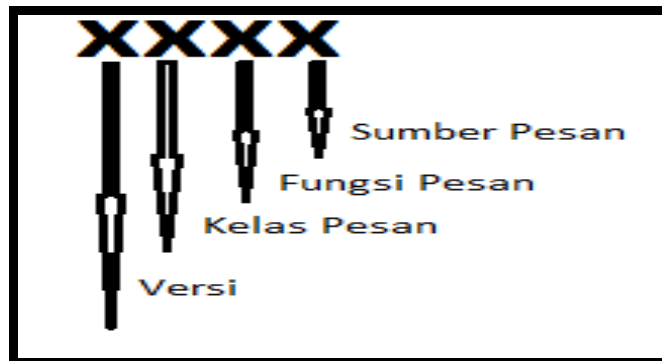 XXXX
Sumber Pesan
Fungsi Pesan
Kelas Pesan
Versi